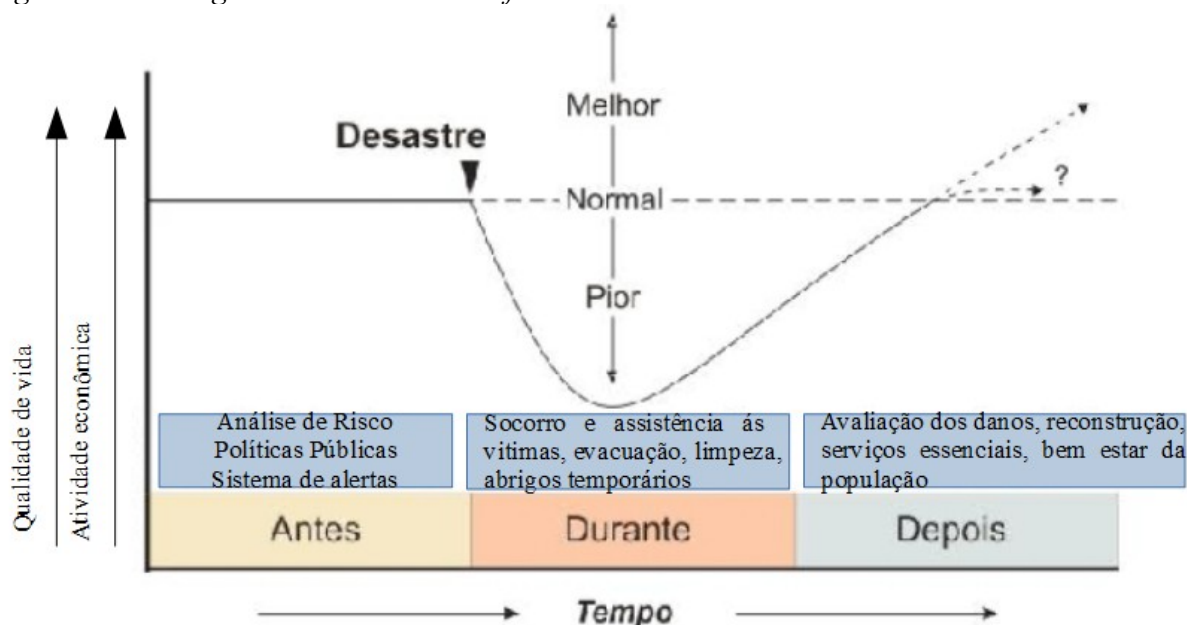 Melhor
Desastre
?
Normal
Pior
Qualidade de vida
Atividade econômica
Análise de Risco
Políticas Públicas
Sistema de alertas
Socorro e assistência ás
vitimas, evacuação, limpeza,
abrigos temporários
Avaliação dos danos, reconstrução,
serviços essenciais, bem estar da
população
Antes
Durante
Depois
Tempo